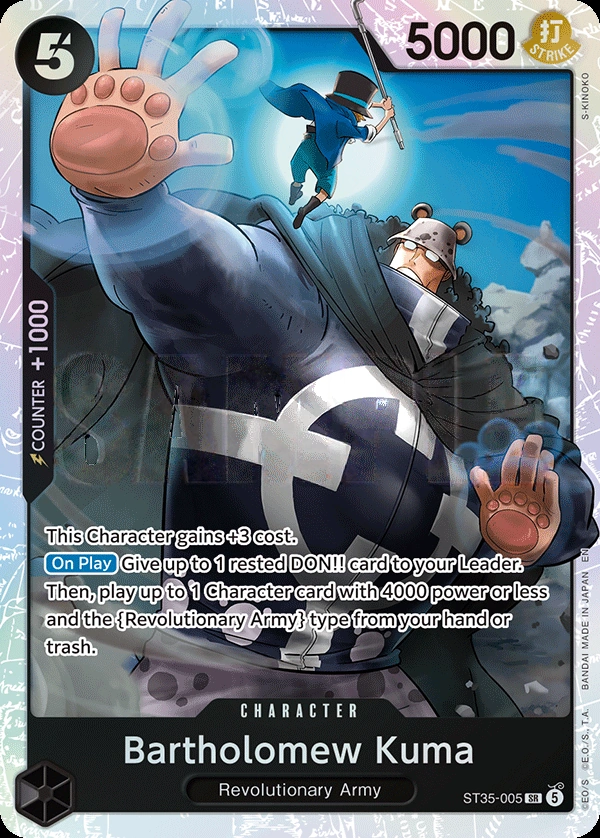 5
5000
打
STRIKE
S-KINOKO
COUNTER +1000
SAMPLE
This Character gains +3 cost.
On Play Give up to 1 rested DON!! card to your Leader.
Then, play up to 1 Character card with 4000 power or less
and the {Revolutionary Army} type from your hand or
trash.
CHARACTER
Bartholomew Kuma
Revolutionary Army
ST35-005 SR 5
©EO/S ©E.O./S, T.A. BANDAI MADE IN JAPAN EN